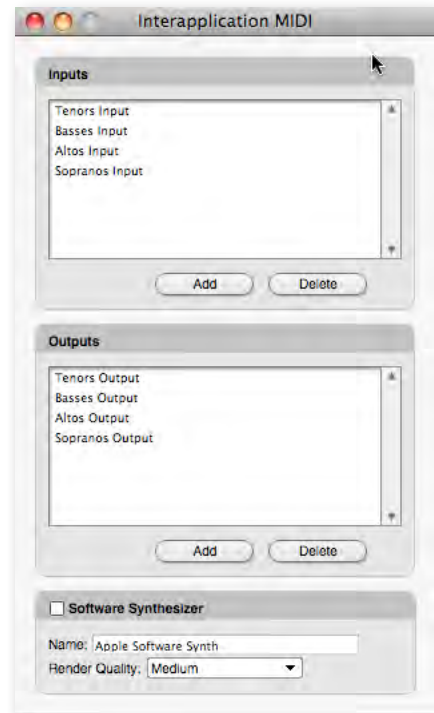 Interapplication MIDI
Inputs
Tenors Input
Basses Input
Altos Input
Sopranos Input
Add Delete
Outputs
Tenors Output
Basses Output
Altos Output
Sopranos Output
Add Delete
Software Synthesizer
Name: Apple Software Synth
Render Quality: Medium